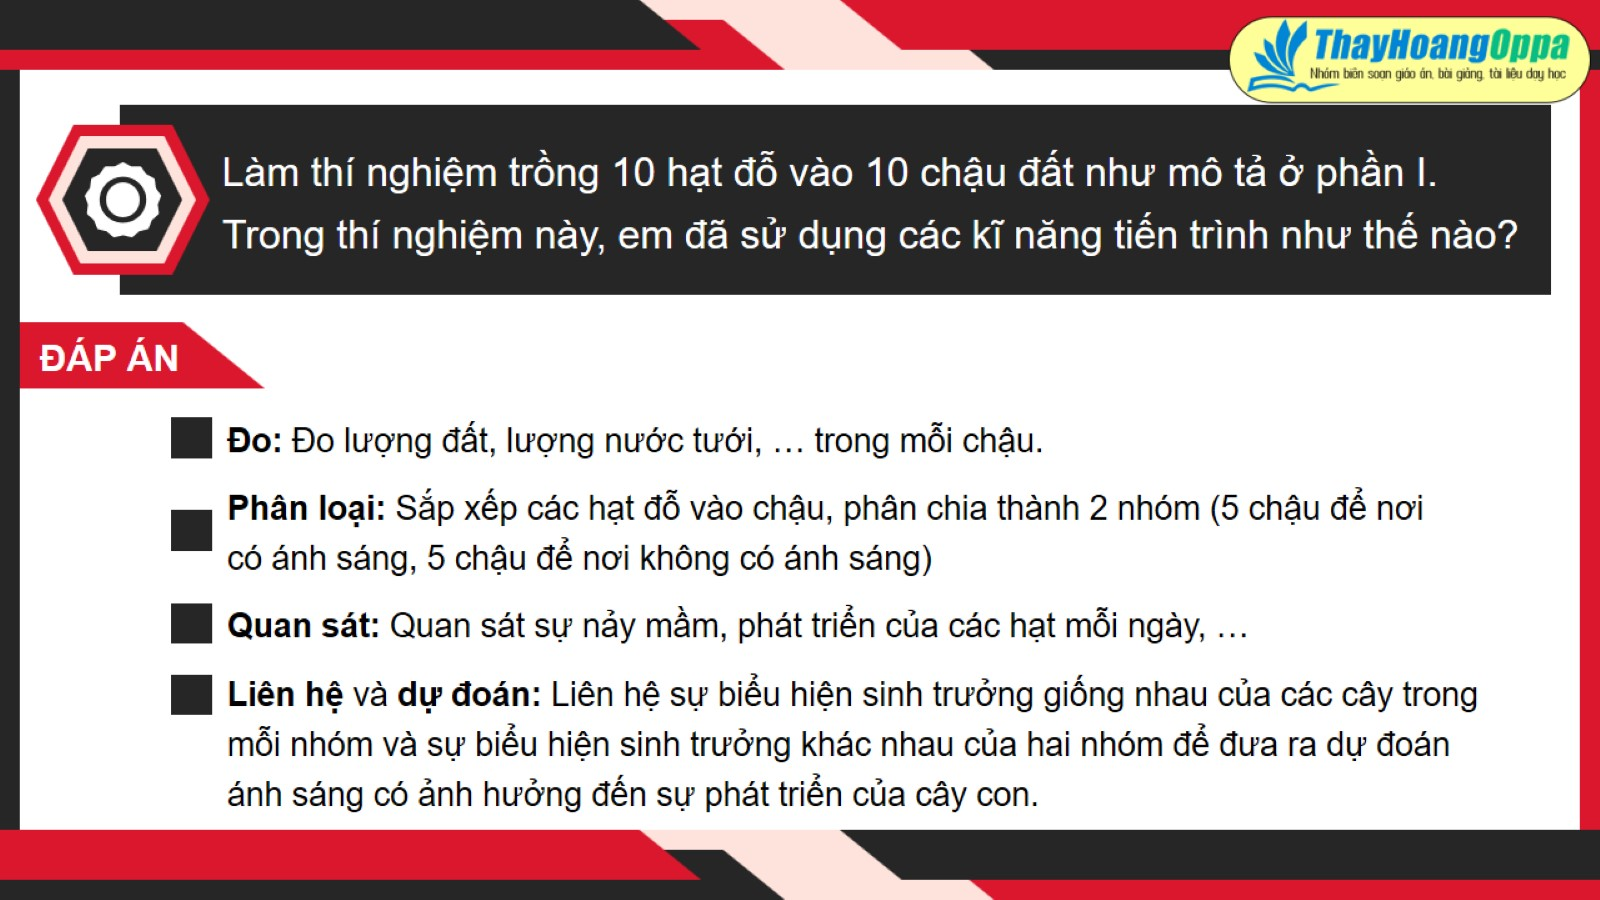 ThayHoangOppa
Nhóm biên soạn giáo án, bài giảng, tài liệu dạy học
Làm thí nghiệm trồng 10 hạt đỗ vào 10 chậu đất như mô tả ở phần I.
Trong thí nghiệm này, em đã sử dụng các kĩ năng tiến trình như thế nào?
ĐÁP ÁN
Đo: Đo lượng đất, lượng nước tưới, … trong mỗi chậu.
Phân loại: Sắp xếp các hạt đỗ vào chậu, phân chia thành 2 nhóm (5 chậu để nơi
có ánh sáng, 5 chậu để nơi không có ánh sáng)
Quan sát: Quan sát sự nảy mầm, phát triển của các hạt mỗi ngày, …
Liên hệ và dự đoán: Liên hệ sự biểu hiện sinh trưởng giống nhau của các cây trong
mỗi nhóm và sự biểu hiện sinh trưởng khác nhau của hai nhóm để đưa ra dự đoán
ánh sáng có ảnh hưởng đến sự phát triển của cây con.